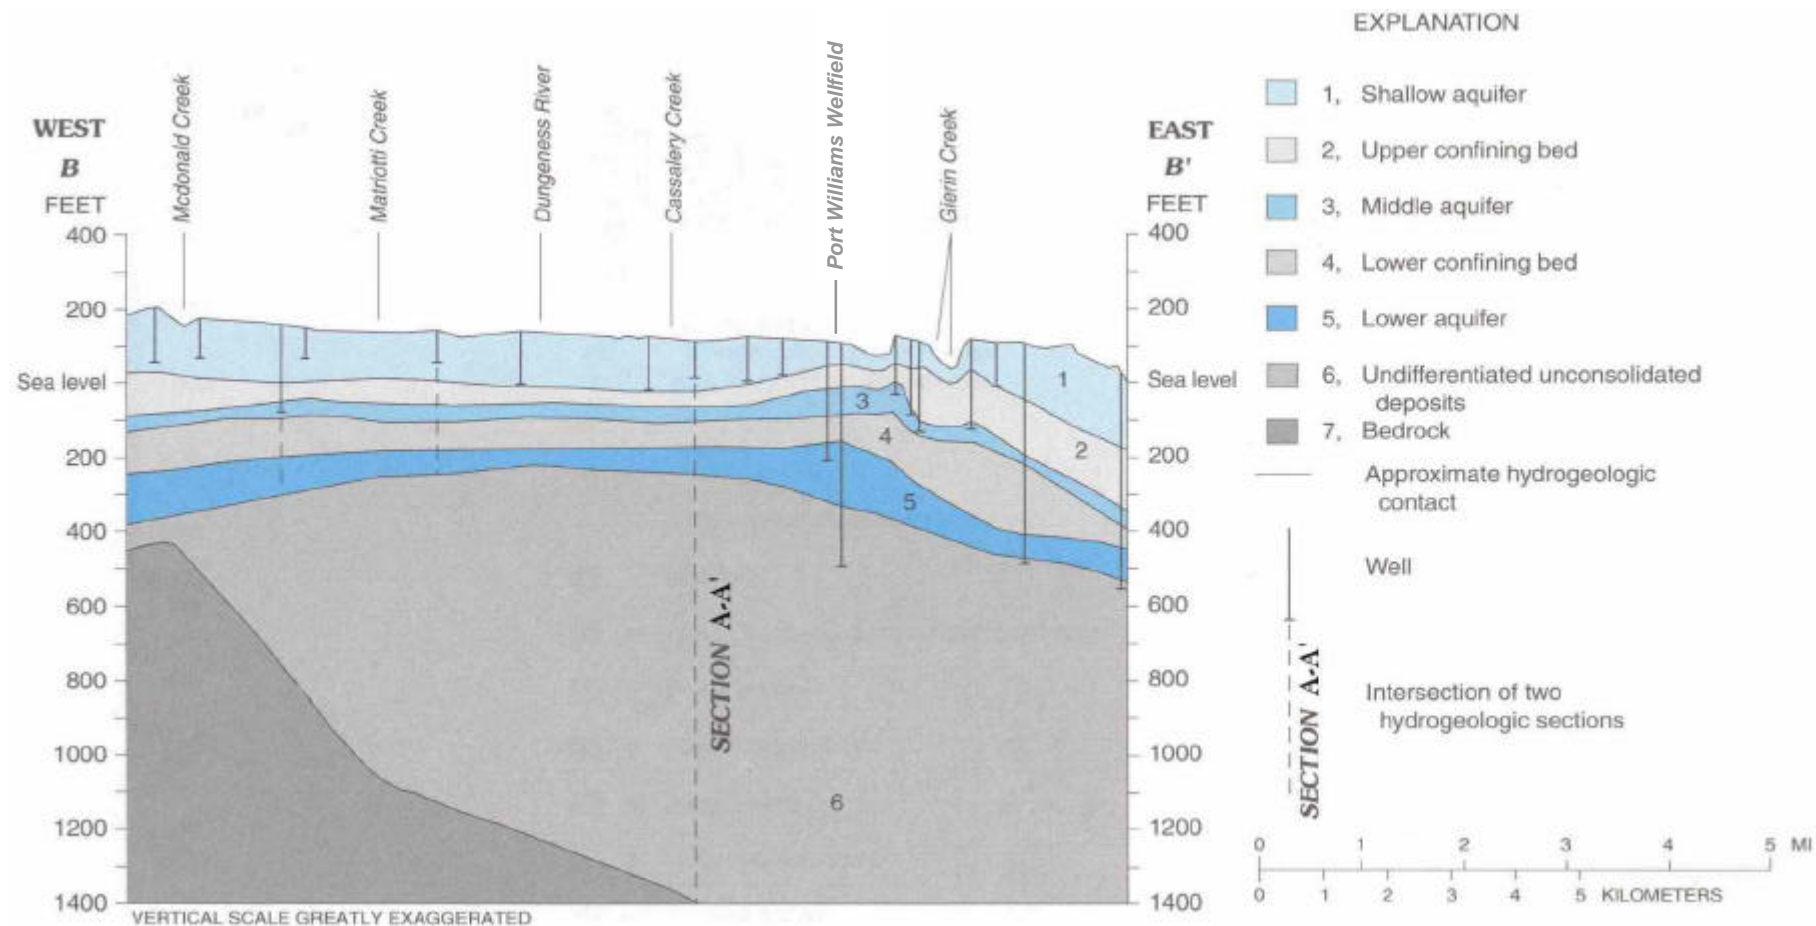 EXPLANATION
1, Shallow aquifer
2, Upper confining bed
3, Middle aquifer
4, Lower confining bed
5, Lower aquifer
6, Undifferentiated unconsolidated
deposits
7, Bedrock
Approximate hydrogeologic
contact
Well
Intersection of two
hydrogeologic sections
SECTION A-A'
0 1 2 3 4 5 MI
0 1 2 3 4 5 KILOMETERS
WEST
B
FEET
400
200
Sea level
200
400
600
800
1000
1200
1400
Mcdonald Creek
Matriotti Creek
Dungeness River
Cassalery Creek
Port Williams Wellfield
Gierin Creek
EAST
B'
FEET
400
200
Sea level
200
400
600
800
1000
1200
1400
1
2
3
4
5
6
SECTION A-A'
VERTICAL SCALE GREATLY EXAGGERATED